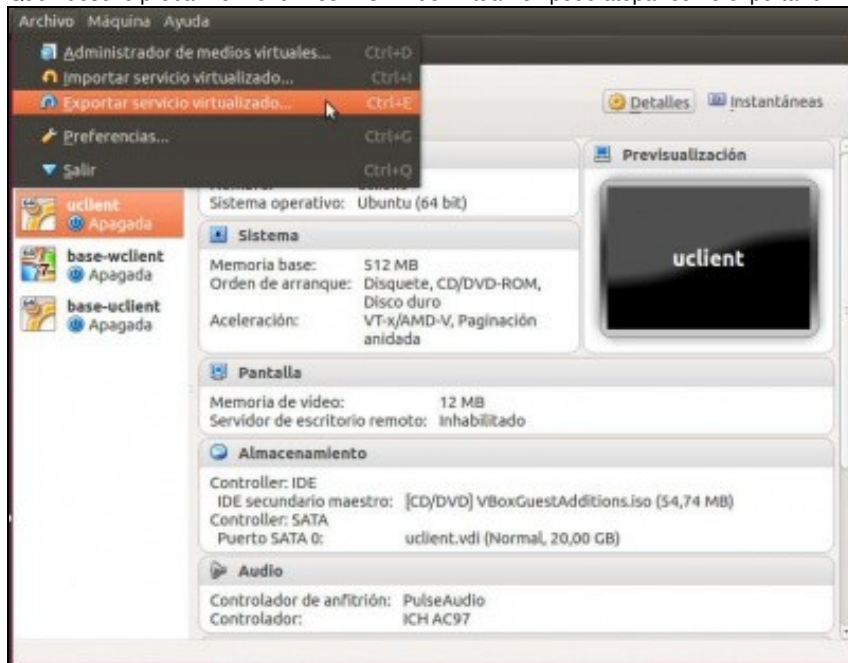 Archivo Máquina Ayuda
Administrador de medios virtuales... Ctrl+D
Importar servicio virtualizado... Ctrl+I
Exportar servicio virtualizado... Ctrl+E
Preferencias... Ctrl+G
Salir Ctrl+Q
Detalles Instantáneas
Previsualización
uclient
Apagada
base-wclient
Apagada
base-uclient
Apagada
Sistema operativo: Ubuntu (64 bit)
Sistema
Memoria base: 512 MB
Orden de arranque: Disquete, CD/DVD-ROM,
Disco duro
Aceleración: VT-x/AMD-V, Paginación
anidada
uclient
Pantalla
Memoria de vídeo: 12 MB
Servidor de escritorio remoto: Inhabilitado
Almacenamiento
Controller: IDE
IDE secundario maestro: [CD/DVD] VBoxGuestAdditions.iso (54,74 MB)
Controller: SATA
Puerto SATA 0: uclient.vdi (Normal, 20,00 GB)
Audio
Controlador de anfitrión: PulseAudio
Controlador: ICH AC97